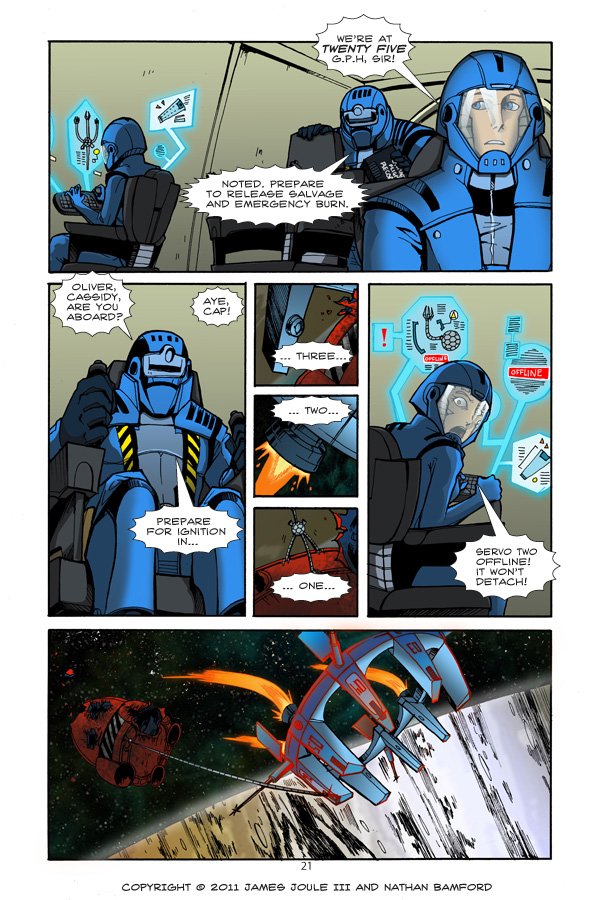 WE'RE AT
TWENTY FIVE
G.P.H, SIR!
NOTED. PREPARE
TO RELEASE SALVAGE
AND EMERGENCY BURN.
OLIVER,
CASSIDY,
ARE YOU
ABOARD?
AYE,
CAP!
PREPARE
FOR IGNITION
IN...
... THREE...
... TWO...
... ONE...
!
OFFLINE
OFFLINE
SERVO TWO
OFFLINE!
IT WON'T
DETACH!
21
COPYRIGHT © 2011 JAMES JOULE III AND NATHAN BAMFORD